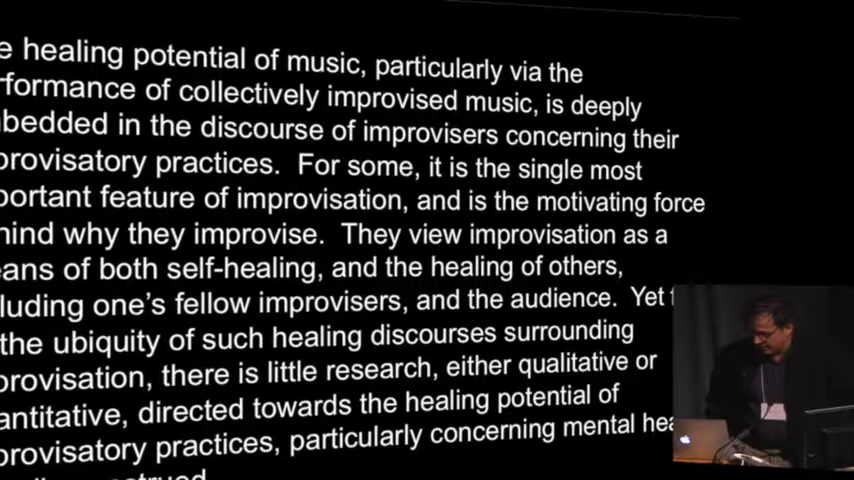 e healing potential of music, particularly via the
rformance of collectively improvised music, is deeply
bedded in the discourse of improvisers concerning their
provisatory practices. For some, it is the single most
portant feature of improvisation, and is the motivating force
hind why they improvise. They view improvisation as a
eans of both self-healing, and the healing of others,
luding one's fellow improvisers, and the audience. Yet f
the ubiquity of such healing discourses surrounding
provisation, there is little research, either qualitative or
antitative, directed towards the healing potential of
provisatory practices, particularly concerning mental hea